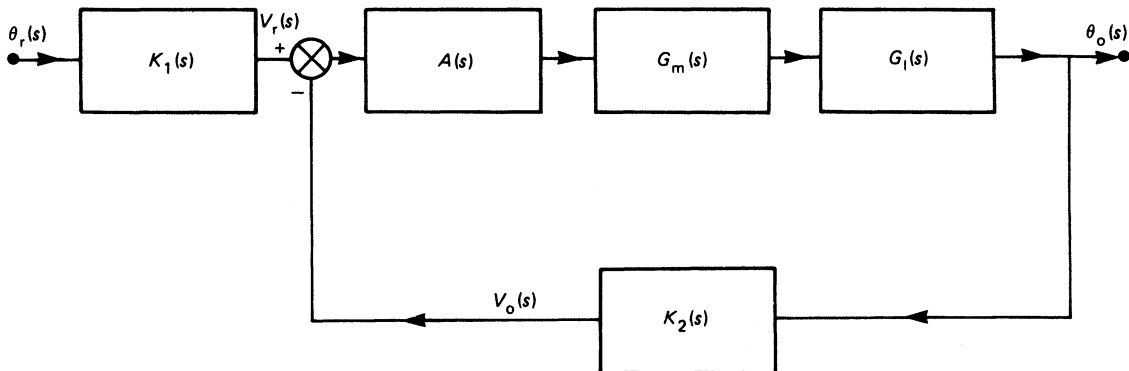 θr(s)
K1(s)
Vr(s)
+
−
A(s)
Gm(s)
Gl(s)
θo(s)
Vo(s)
K2(s)